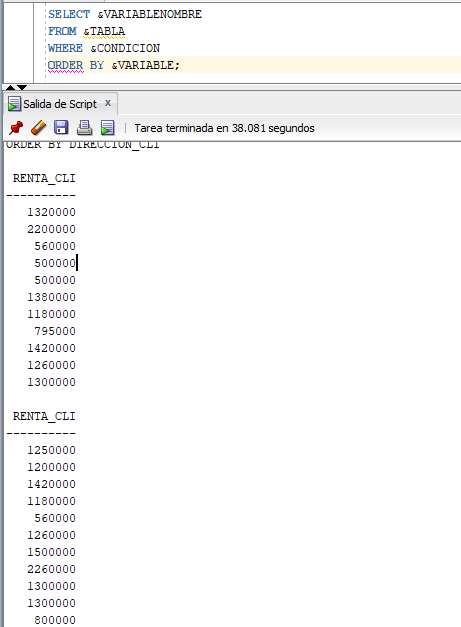 SELECT &VARIABLENOMBRE
FROM &TABLA
WHERE &CONDICION
ORDER BY &VARIABLE;
Salida de Script x
Tarea terminada en 38.081 segundos
ORDER BY DIRECCION_CLI
RENTA_CLI
----------
1320000
2200000
560000
500000
500000
1380000
1180000
795000
1420000
1260000
1300000
RENTA_CLI
----------
1250000
1200000
1420000
1180000
560000
1260000
1500000
2260000
1300000
1300000
800000